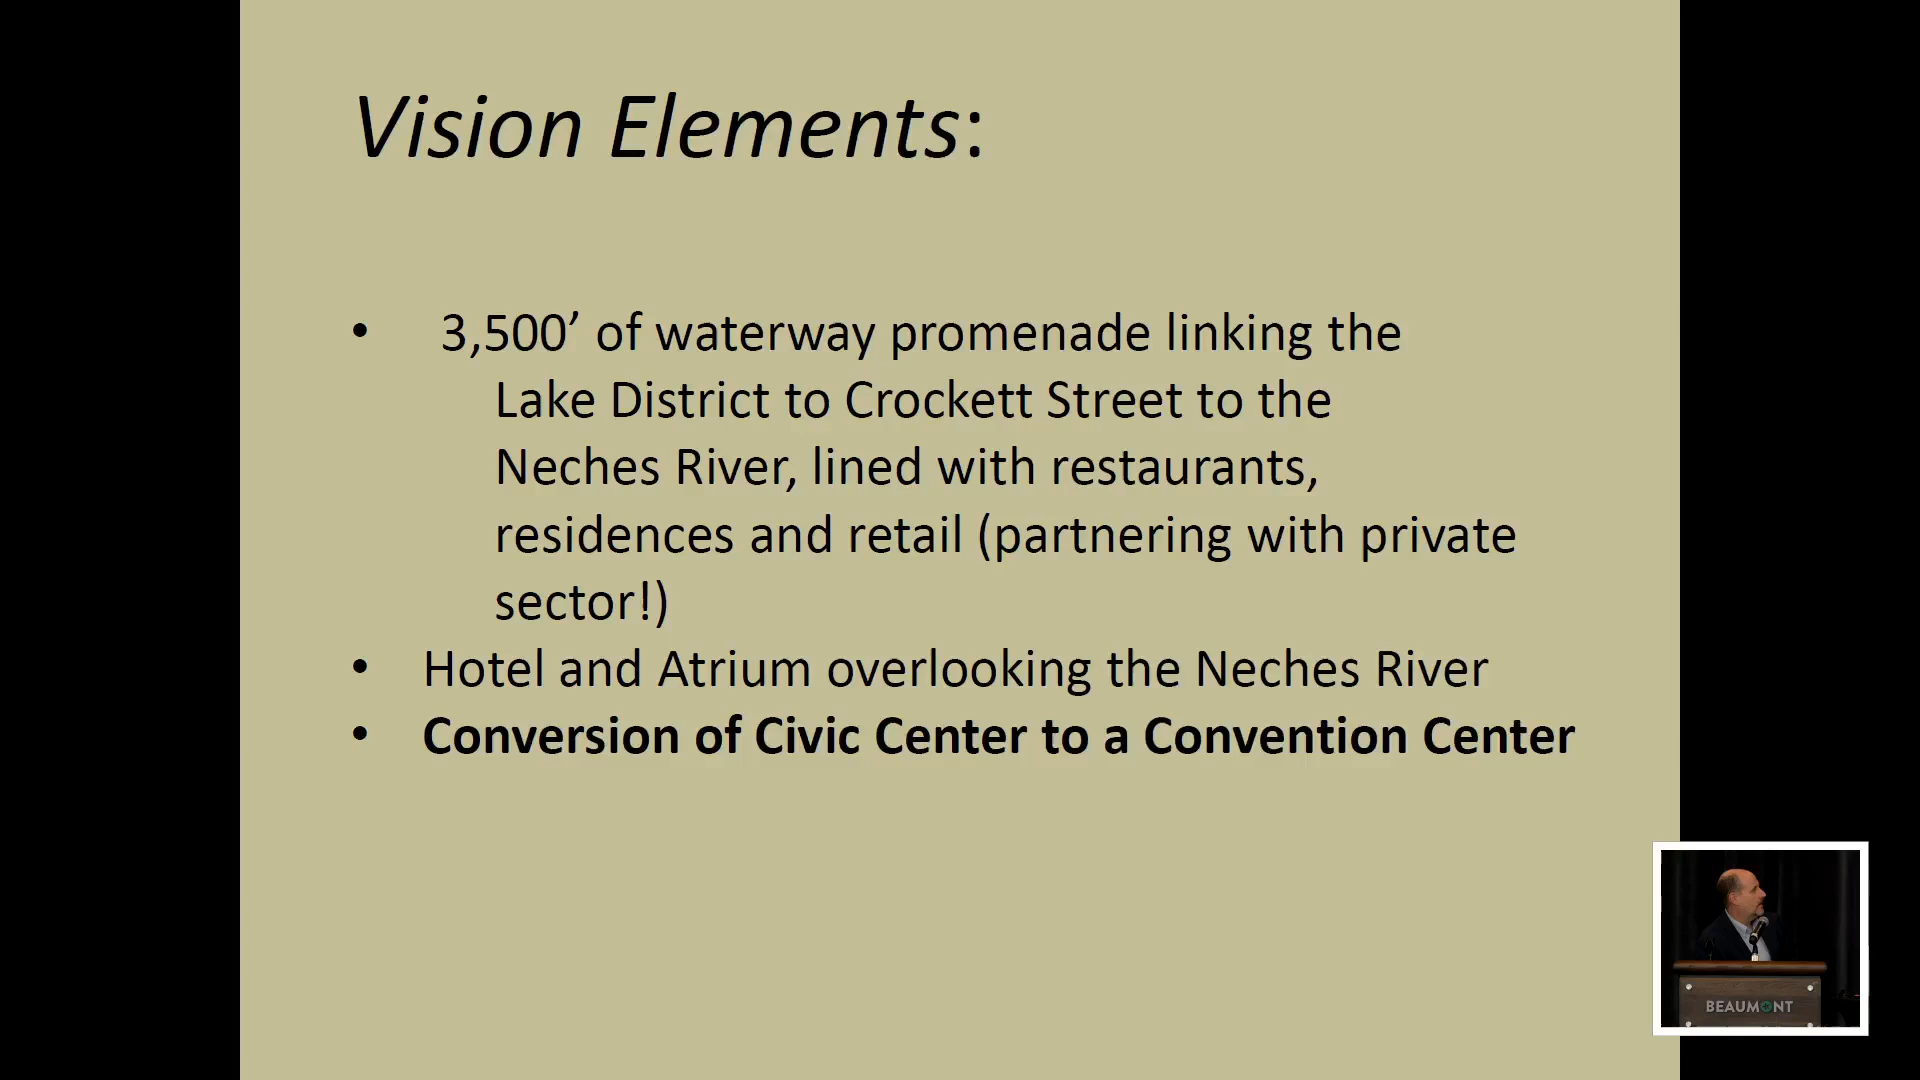 Vision Elements:
• 3,500’ of waterway promenade linking the
Lake District to Crockett Street to the
Neches River, lined with restaurants,
residences and retail (partnering with private
sector!)
• Hotel and Atrium overlooking the Neches River
• Conversion of Civic Center to a Convention Center
BEAUMONT